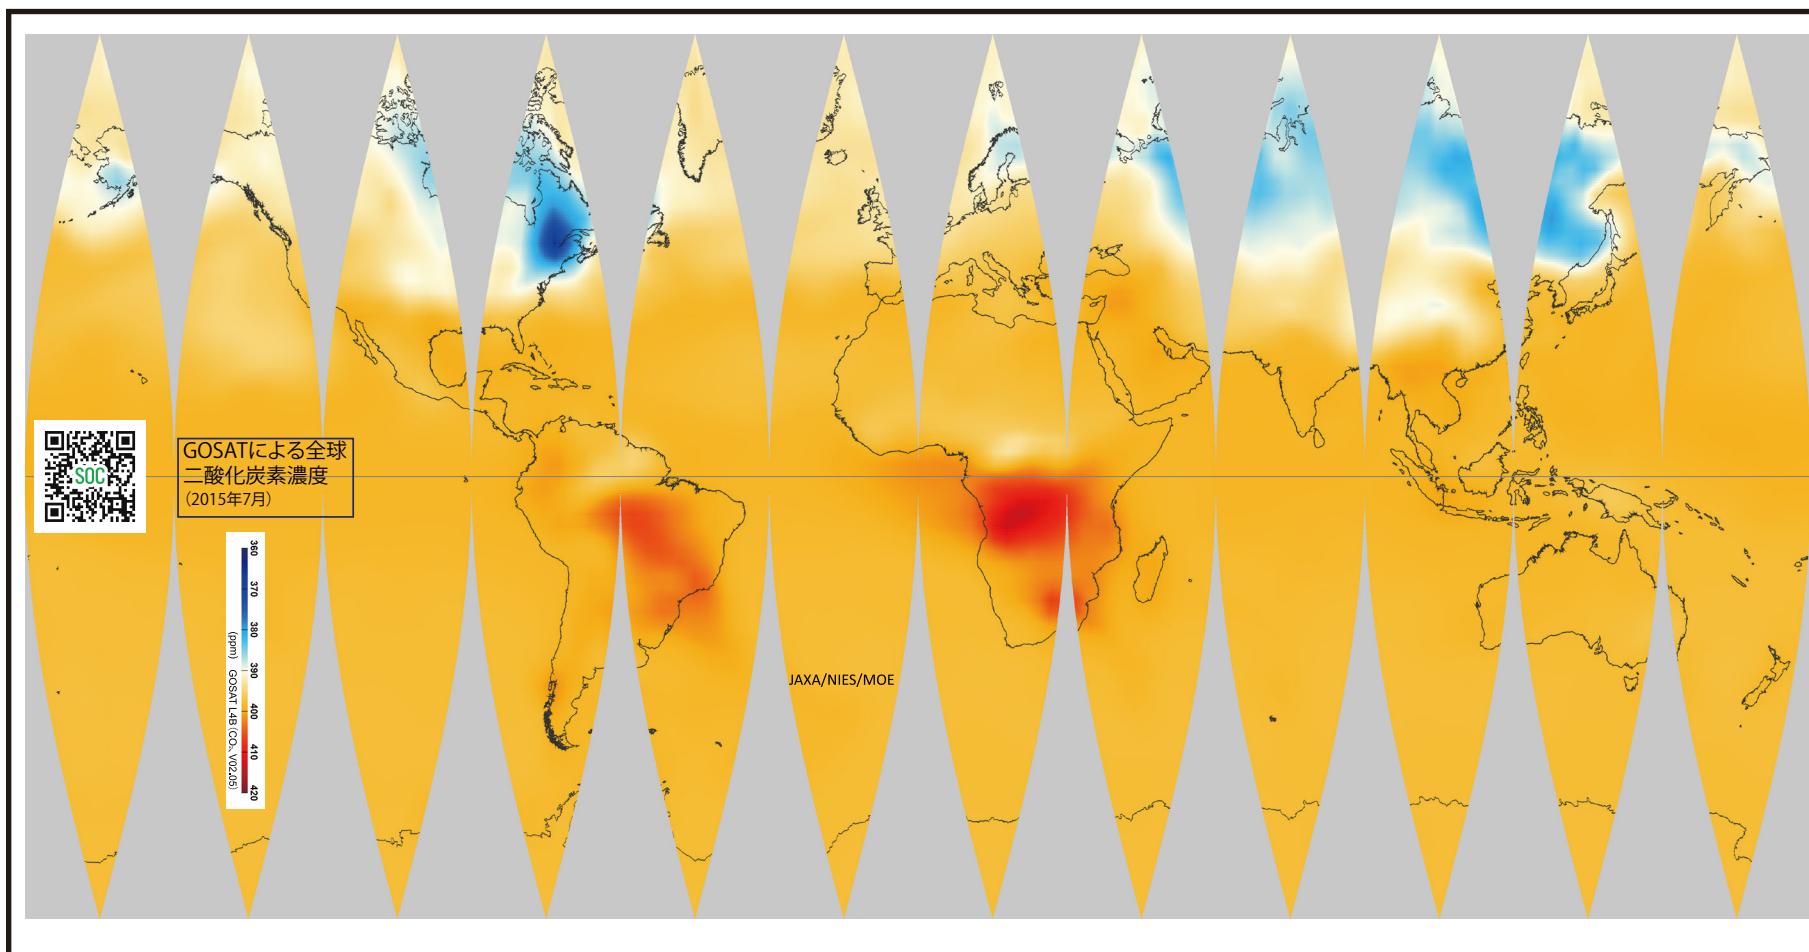 SOC
GOSATによる全球
二酸化炭素濃度
（2015年7月）
360
370
380
390
400
410
420
(ppm)
GOSAT L4B (CO₂, V02.05)
JAXA/NIES/MOE